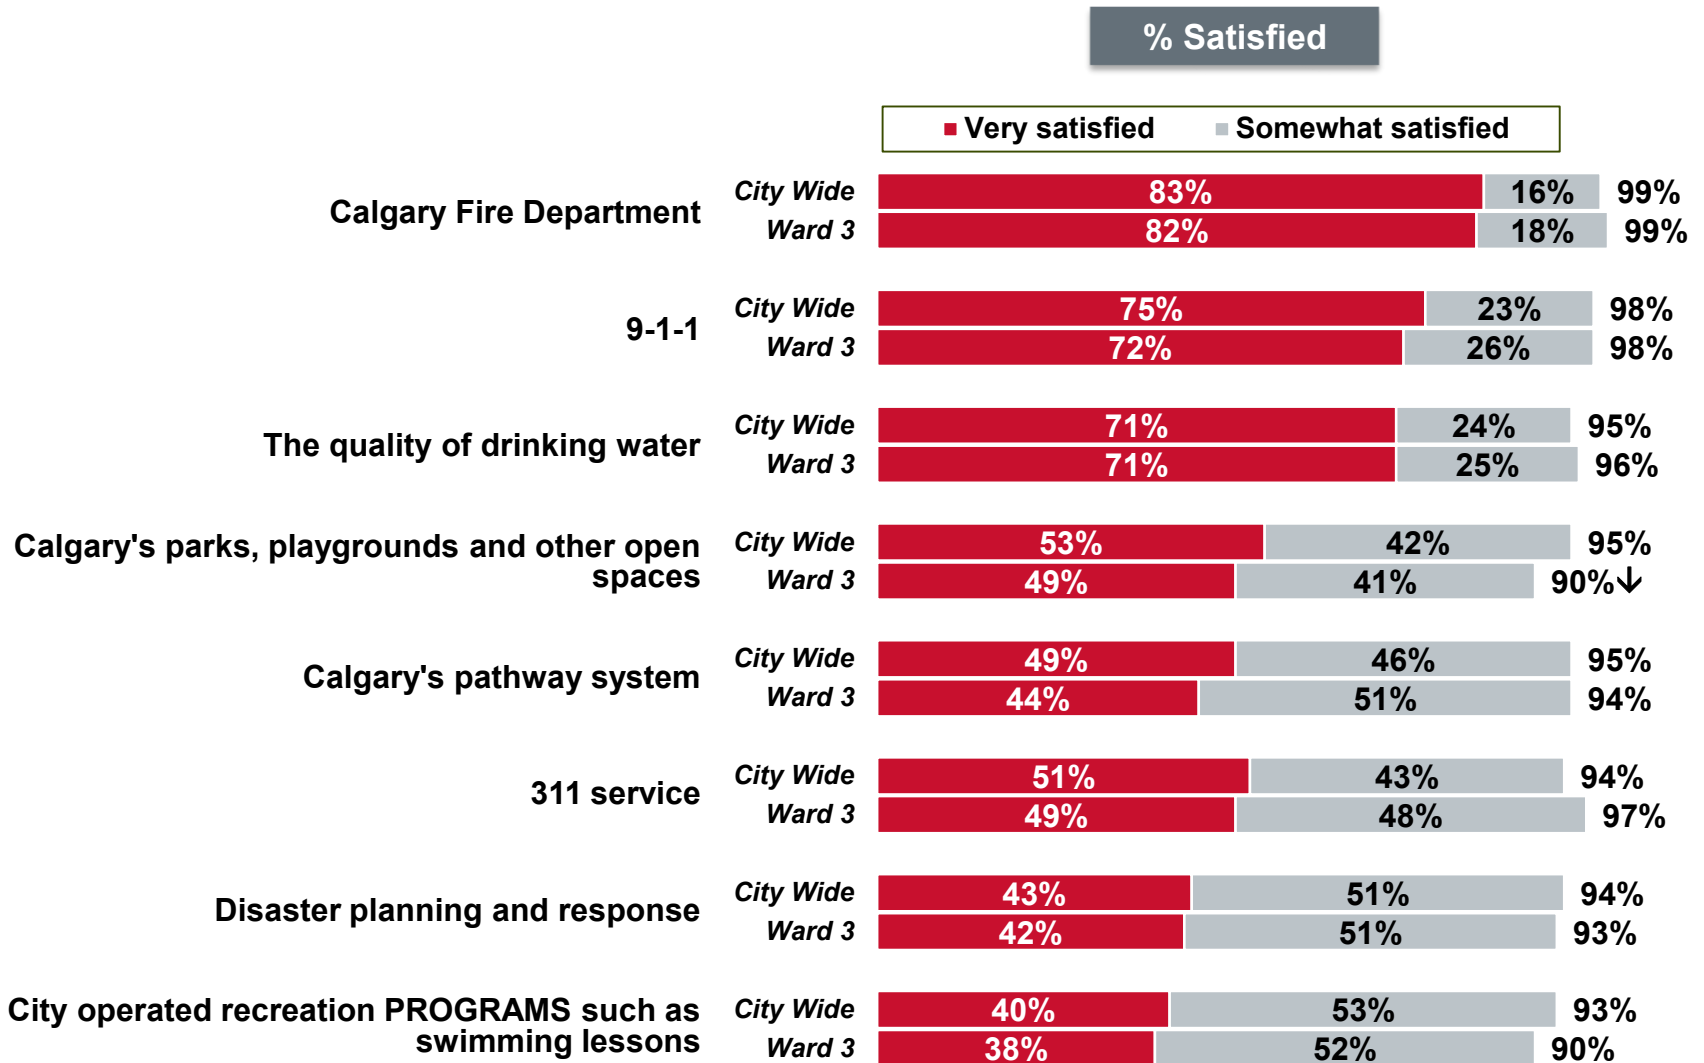 % Satisfied
Very satisfied Somewhat satisfied
Calgary Fire Department
City Wide 83% 16% 99%
Ward 3 82% 18% 99%
9-1-1
City Wide 75% 23% 98%
Ward 3 72% 26% 98%
The quality of drinking water
City Wide 71% 24% 95%
Ward 3 71% 25% 96%
Calgary's parks, playgrounds and other open
spaces
City Wide 53% 42% 95%
Ward 3 49% 41% 90%↓
Calgary's pathway system
City Wide 49% 46% 95%
Ward 3 44% 51% 94%
311 service
City Wide 51% 43% 94%
Ward 3 49% 48% 97%
Disaster planning and response
City Wide 43% 51% 94%
Ward 3 42% 51% 93%
City operated recreation PROGRAMS such as
swimming lessons
City Wide 40% 53% 93%
Ward 3 38% 52% 90%